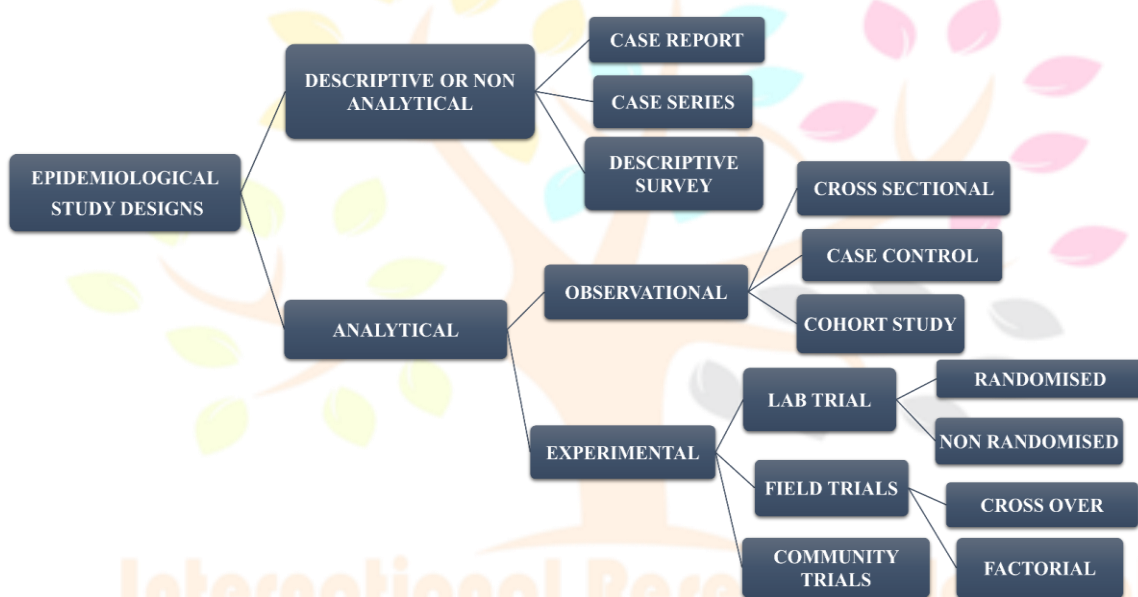 CASE REPORT
DESCRIPTIVE OR NON
ANALYTICAL
CASE SERIES
DESCRIPTIVE
SURVEY
EPIDEMIOLOGICAL
STUDY DESIGNS
CROSS SECTIONAL
CASE CONTROL
OBSERVATIONAL
COHORT STUDY
ANALYTICAL
LAB TRIAL
RANDOMISED
NON RANDOMISED
EXPERIMENTAL
FIELD TRIALS
CROSS OVER
COMMUNITY
TRIALS
FACTORIAL
International